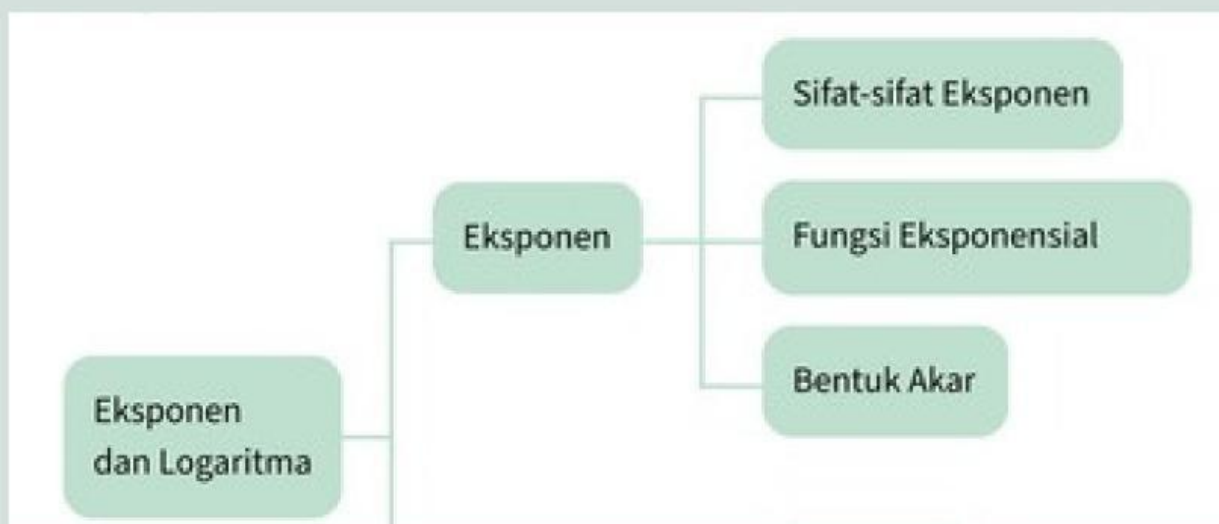 Sifat-sifat Eksponen
Eksponen
Fungsi Eksponensial
Bentuk Akar
Eksponen
dan Logaritma